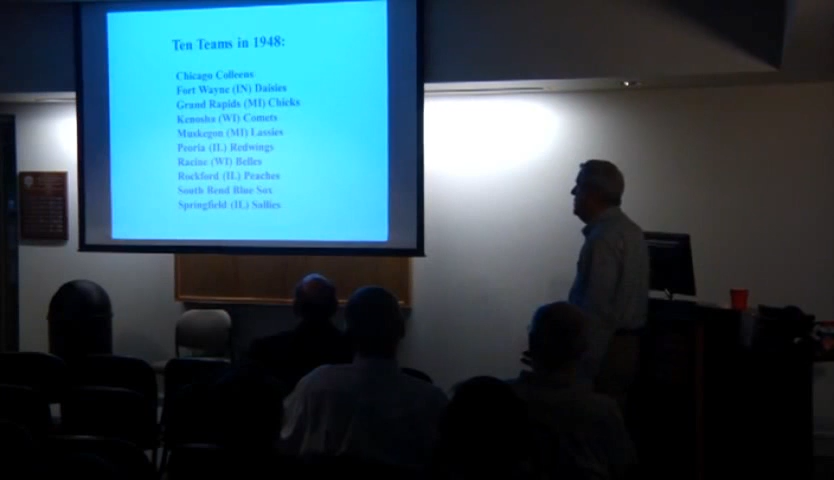 Ten Teams in 1948:
Chicago Colleens
Fort Wayne (IN) Daisies
Grand Rapids (MI) Chicks
Kenosha (WI) Comets
Muskegon (MI) Lassies
Peoria (IL) Redwings
Racine (WI) Belles
Rockford (IL) Peaches
South Bend Blue Sox
Springfield (IL) Sallies